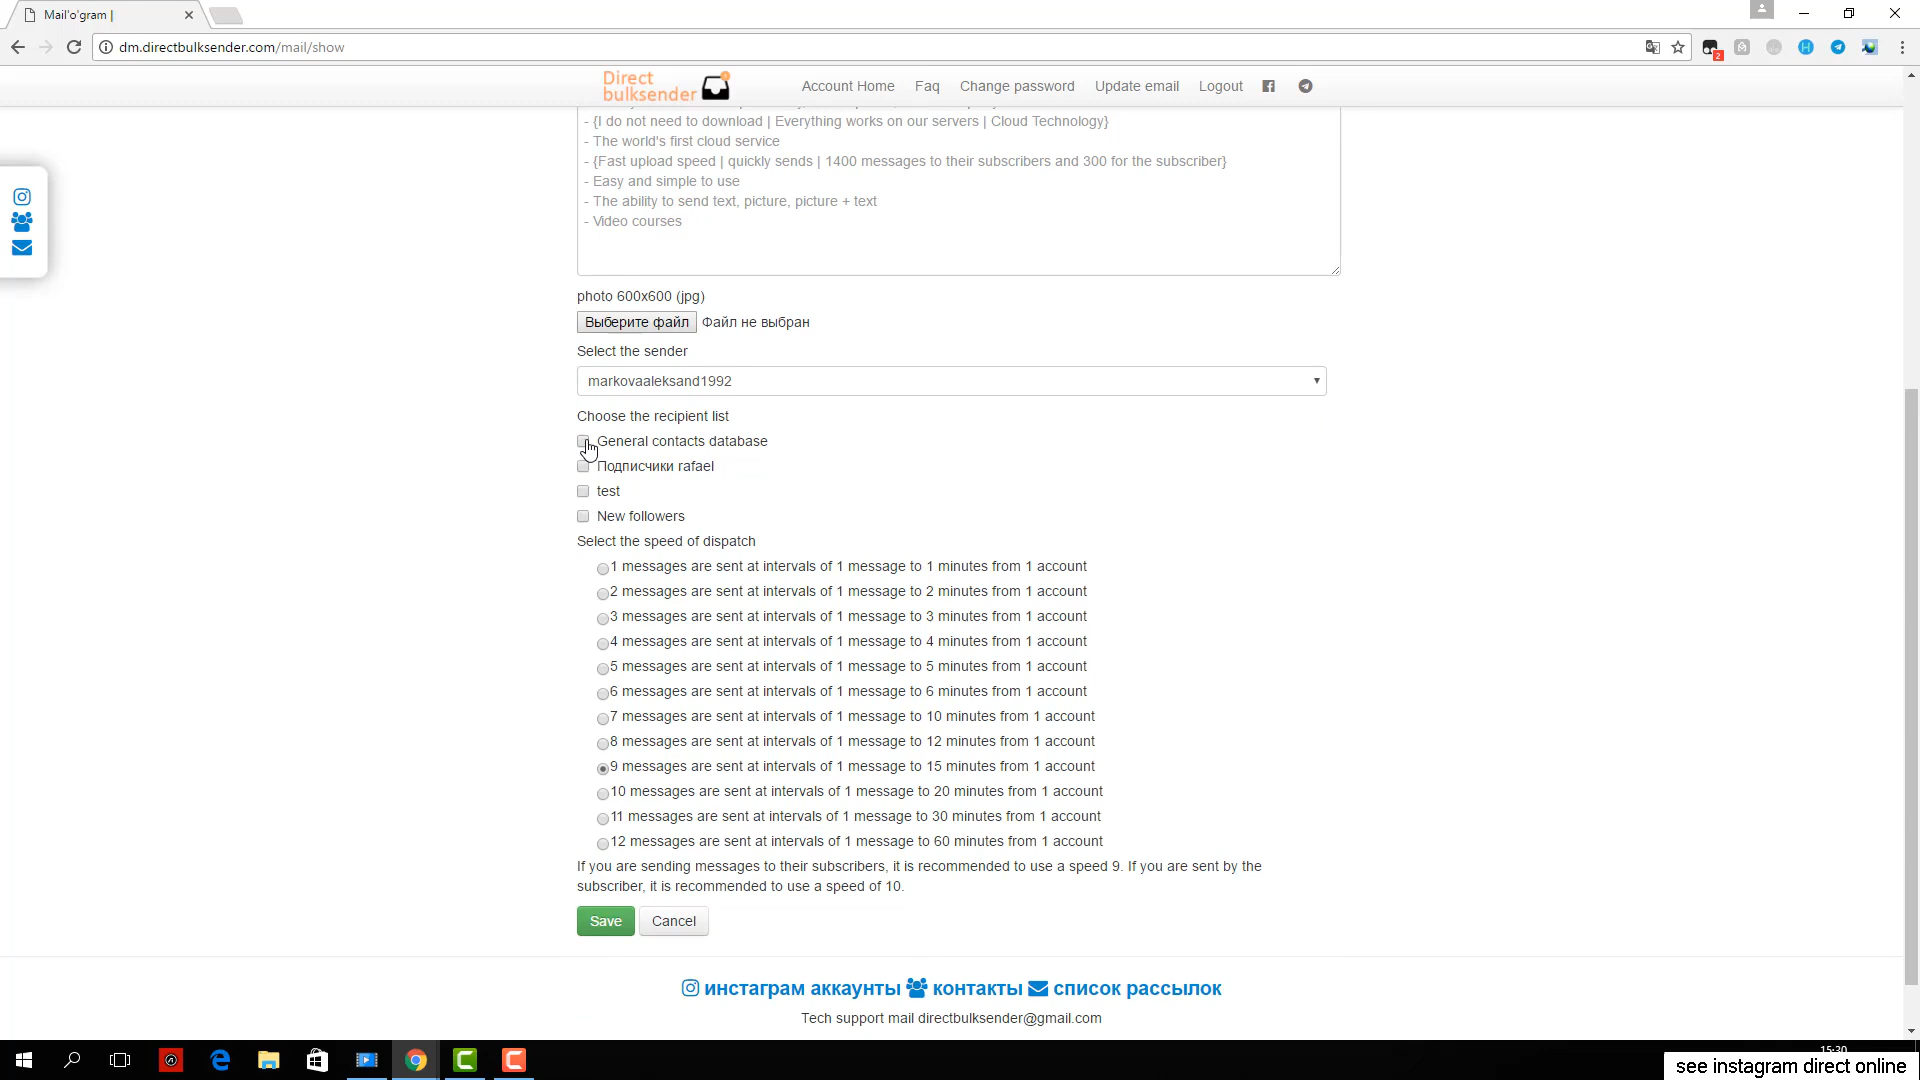 Mail'o'gram |
dm.directbulksender.com/mail/show
2
Direct
bulksender
Account Home
Faq
Change password
Update email
Logout
- {I do not need to download | Everything works on our servers | Cloud Technology}
- The world's first cloud service
- {Fast upload speed | quickly sends | 1400 messages to their subscribers and 300 for the subscriber}
- Easy and simple to use
- The ability to send text, picture, picture + text
- Video courses
photo 600x600 (jpg)
Выберите файл Файл не выбран
Select the sender
markovaaleksand1992
Choose the recipient list
General contacts database
Подписчики rafael
test
New followers
Select the speed of dispatch
1 messages are sent at intervals of 1 message to 1 minutes from 1 account
2 messages are sent at intervals of 1 message to 2 minutes from 1 account
3 messages are sent at intervals of 1 message to 3 minutes from 1 account
4 messages are sent at intervals of 1 message to 4 minutes from 1 account
5 messages are sent at intervals of 1 message to 5 minutes from 1 account
6 messages are sent at intervals of 1 message to 6 minutes from 1 account
7 messages are sent at intervals of 1 message to 10 minutes from 1 account
8 messages are sent at intervals of 1 message to 12 minutes from 1 account
9 messages are sent at intervals of 1 message to 15 minutes from 1 account
10 messages are sent at intervals of 1 message to 20 minutes from 1 account
11 messages are sent at intervals of 1 message to 30 minutes from 1 account
12 messages are sent at intervals of 1 message to 60 minutes from 1 account
If you are sending messages to their subscribers, it is recommended to use a speed 9. If you are sent by the
subscriber, it is recommended to use a speed of 10.
Save
Cancel
инстаграм аккаунты контакты список рассылок
Tech support mail directbulksender@gmail.com
15:30
see instagram direct online